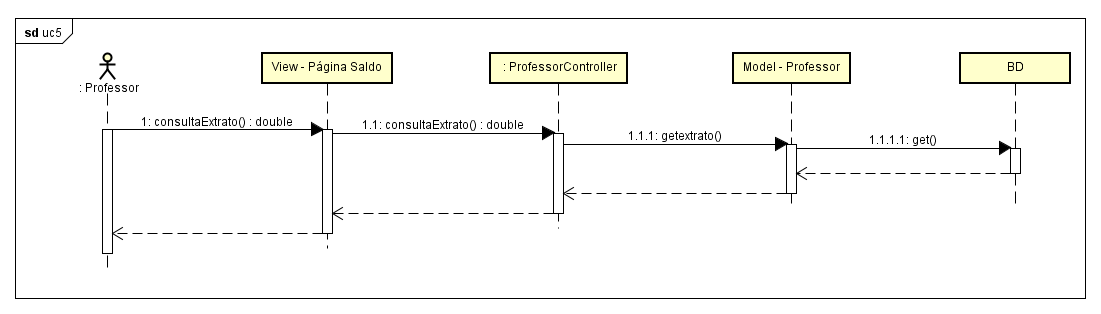 sd uc5
: Professor
View - Página Saldo
: ProfessorController
Model - Professor
BD
1: consultaExtrato() : double
1.1: consultaExtrato() : double
1.1.1: getextrato()
1.1.1.1: get()